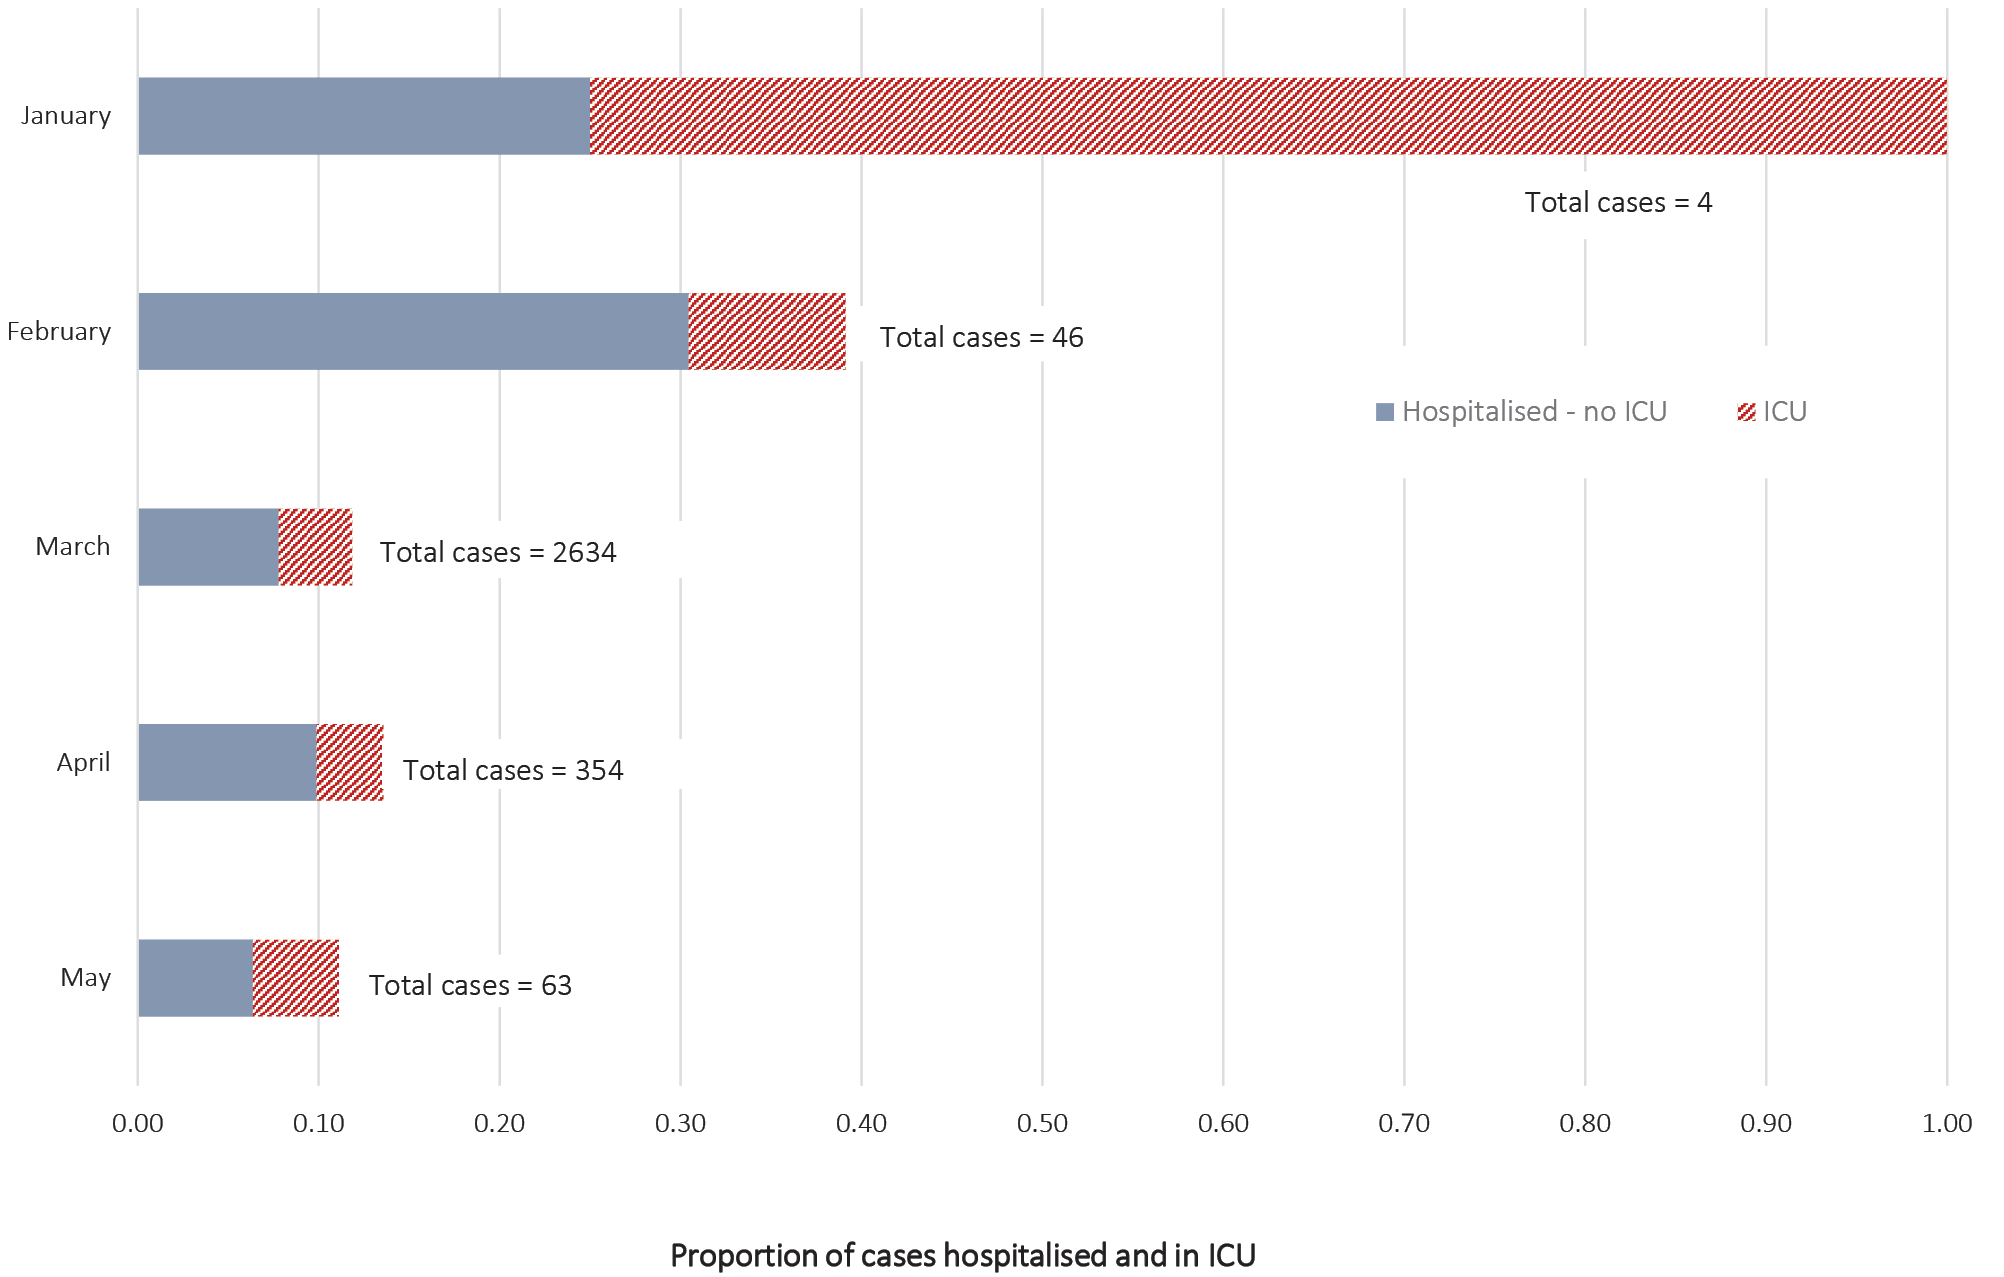 January
Total cases = 4
February
Total cases = 46
Hospitalised - no ICU
ICU
March
Total cases = 2634
April
Total cases = 354
May
Total cases = 63
0.00 0.10 0.20 0.30 0.40 0.50 0.60 0.70 0.80 0.90 1.00
Proportion of cases hospitalised and in ICU